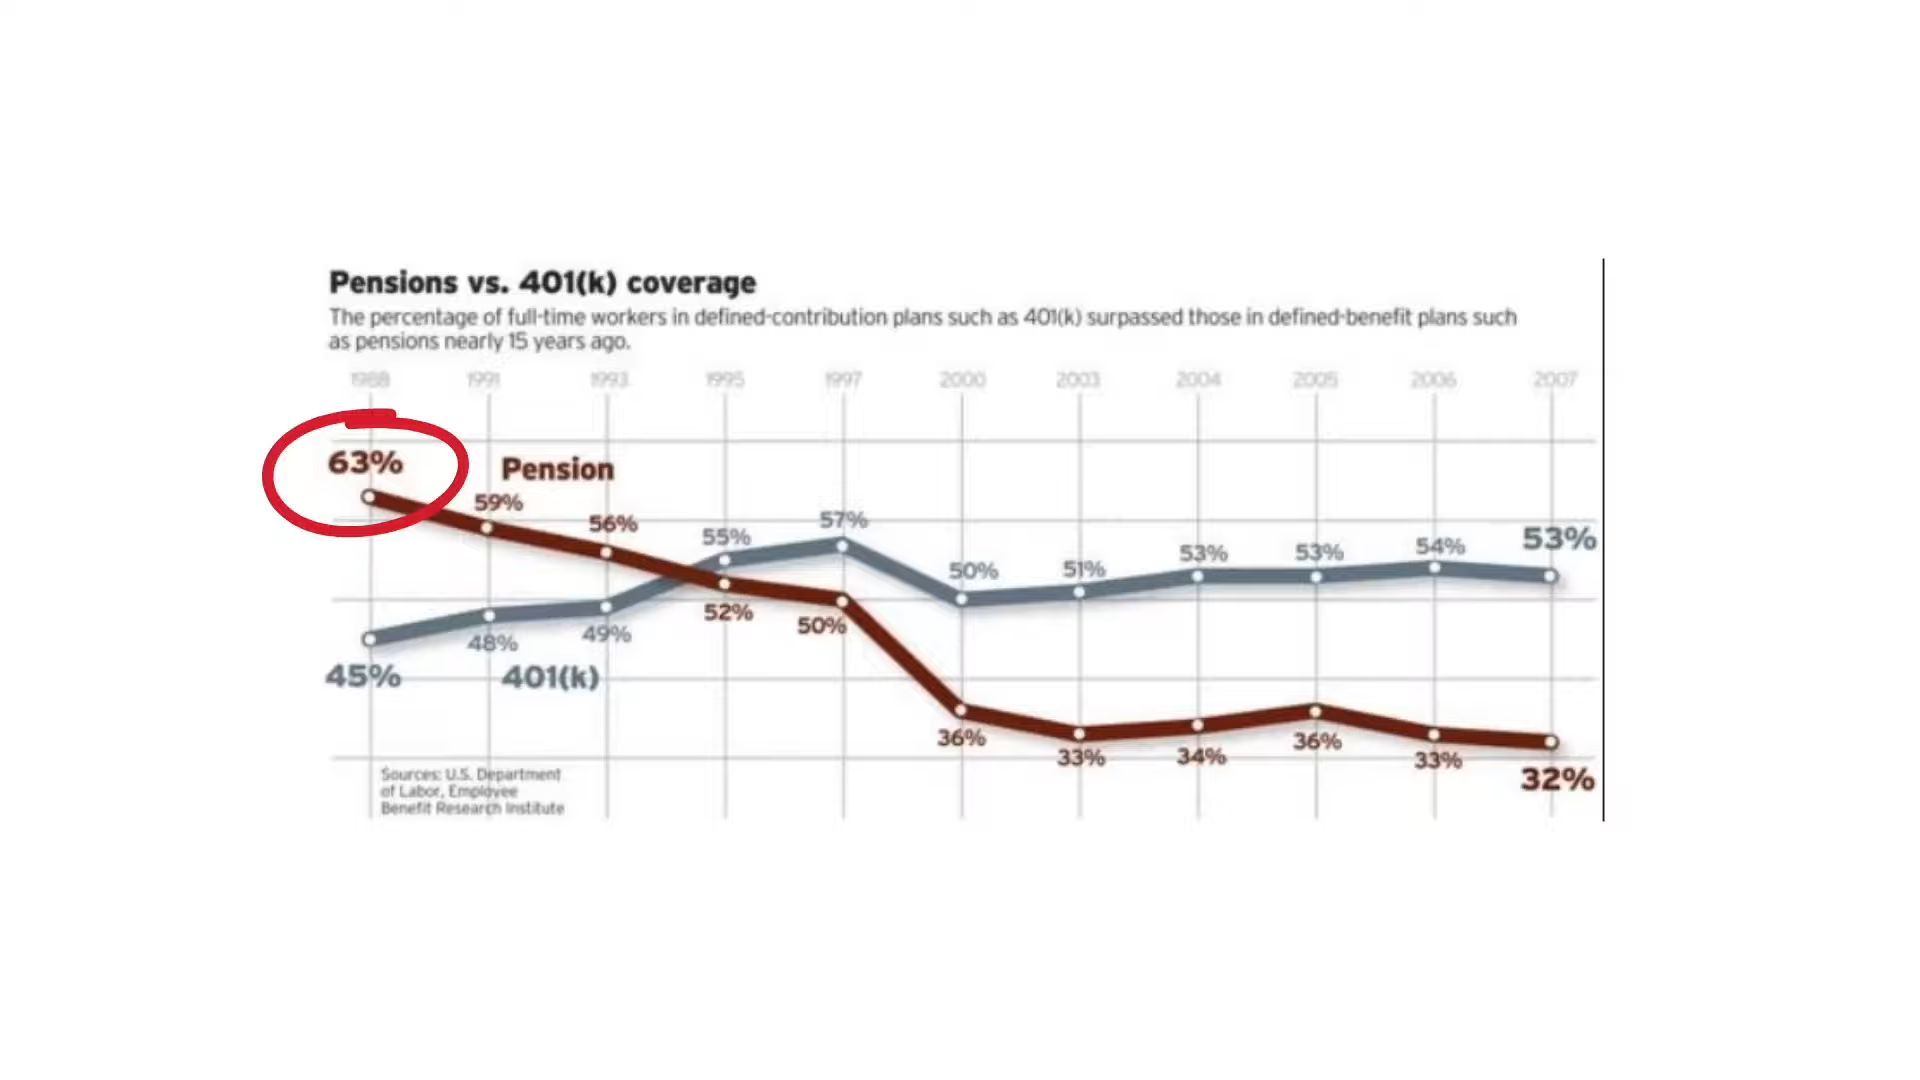 Pensions vs. 401(k) coverage
The percentage of full-time workers in defined-contribution plans such as 401(k) surpassed those in defined-benefit plans such
as pensions nearly 15 years ago.
1988 1991 1993 1995 1997 2000 2003 2004 2005 2006 2007
63% Pension
59% 56% 55% 57% 50% 51% 53% 53% 54% 53%
45% 48% 49% 52% 50% 36% 33% 34% 36% 33% 32%
401(k)
Sources: U.S. Department
of Labor, Employee
Benefit Research Institute